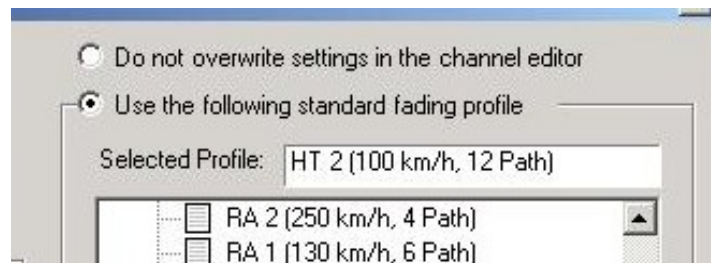 Do not overwrite settings in the channel editor
Use the following standard fading profile
Selected Profile: HT 2 (100 km/h, 12 Path)
RA 2 (250 km/h, 4 Path)
RA 1 (130 km/h, 6 Path)